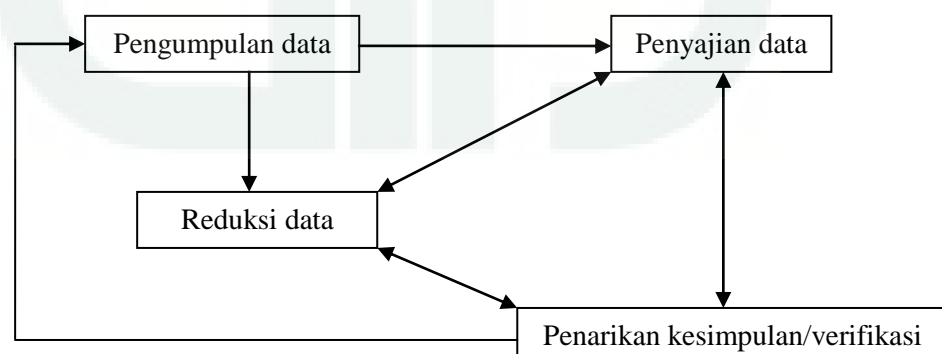 Pengumpulan data
Penyajian data
Reduksi data
Penarikan kesimpulan/verifikasi